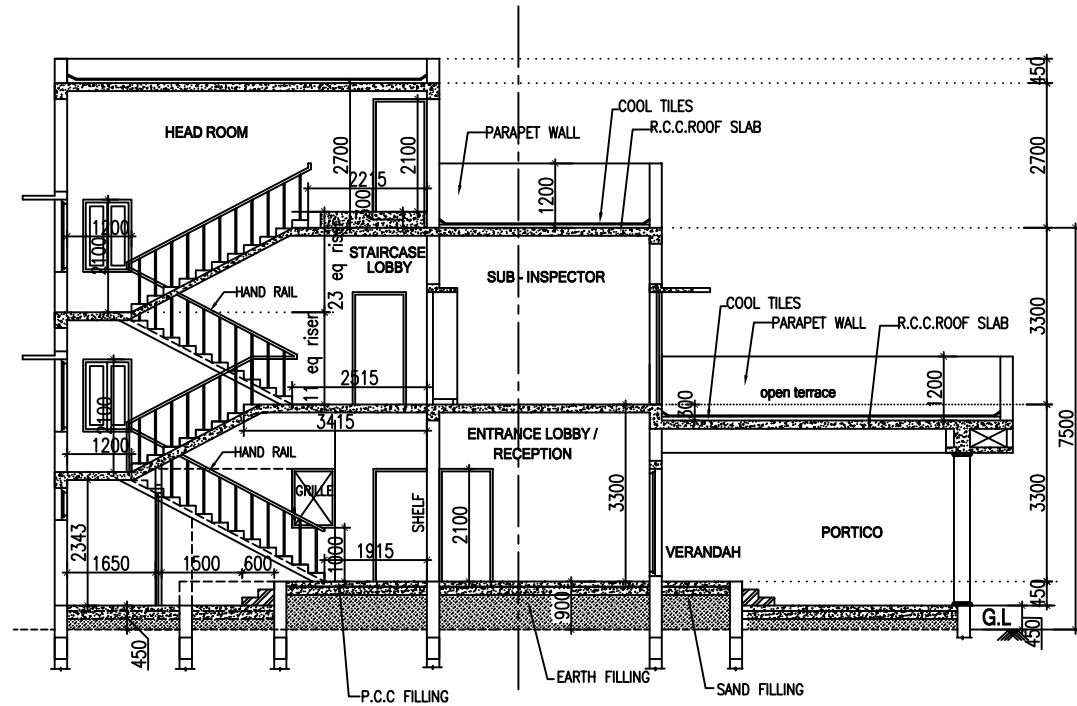 450
COOL TILES
R.C.C.ROOF SLAB
HEAD ROOM
PARAPET WALL
2700
2100
2700
2215
1200
1200
2100
300
STAIRCASE
LOBBY
23 eq riser
SUB - INSPECTOR
HAND RAIL
COOL TILES
PARAPET WALL
R.C.C.ROOF SLAB
3300
11 eq riser
2515
open terrace
1200
300
2100
3415
1200
HAND RAIL
ENTRANCE LOBBY /
RECEPTION
7500
GRILLE
SHELF
2100
3300
3300
PORTICO
2343
VERANDAH
1650
1500
600
1000
1915
900
450
G.L
450
450
EARTH FILLING
SAND FILLING
P.C.C FILLING